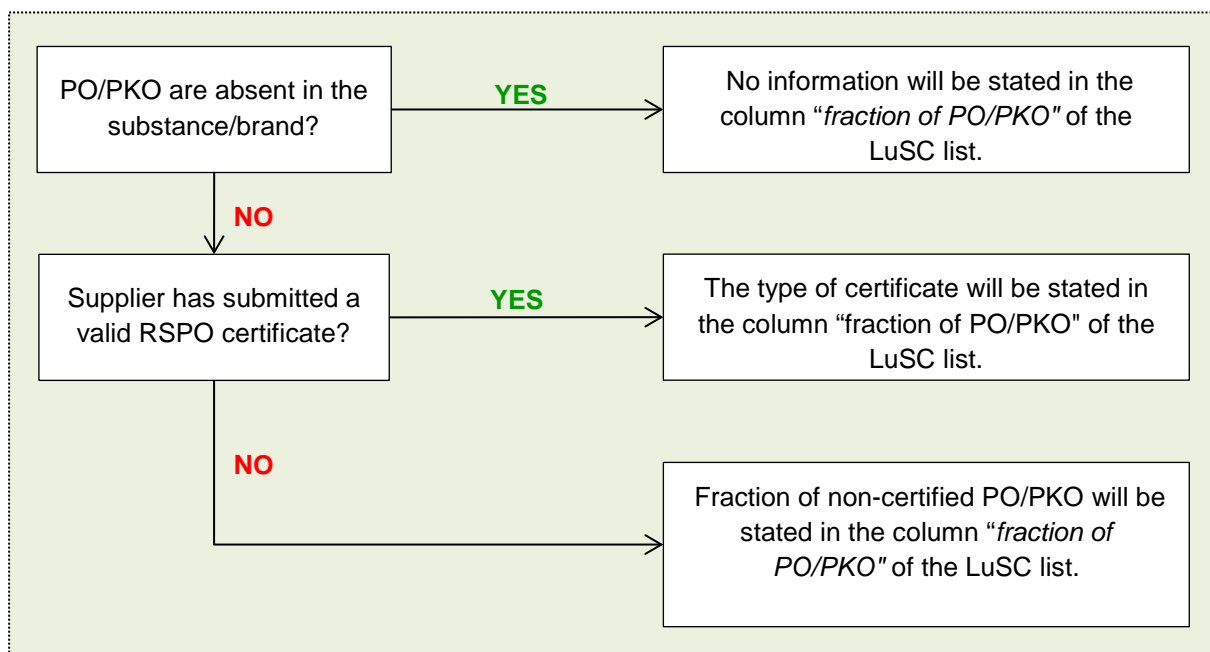 PO/PKO are absent in the
substance/brand?
YES
No information will be stated in the
column “fraction of PO/PKO" of the
LuSC list.
NO
Supplier has submitted a
valid RSPO certificate?
YES
The type of certificate will be stated in
the column “fraction of PO/PKO" of the
LuSC list.
NO
Fraction of non-certified PO/PKO will be
stated in the column “fraction of
PO/PKO" of the LuSC list.